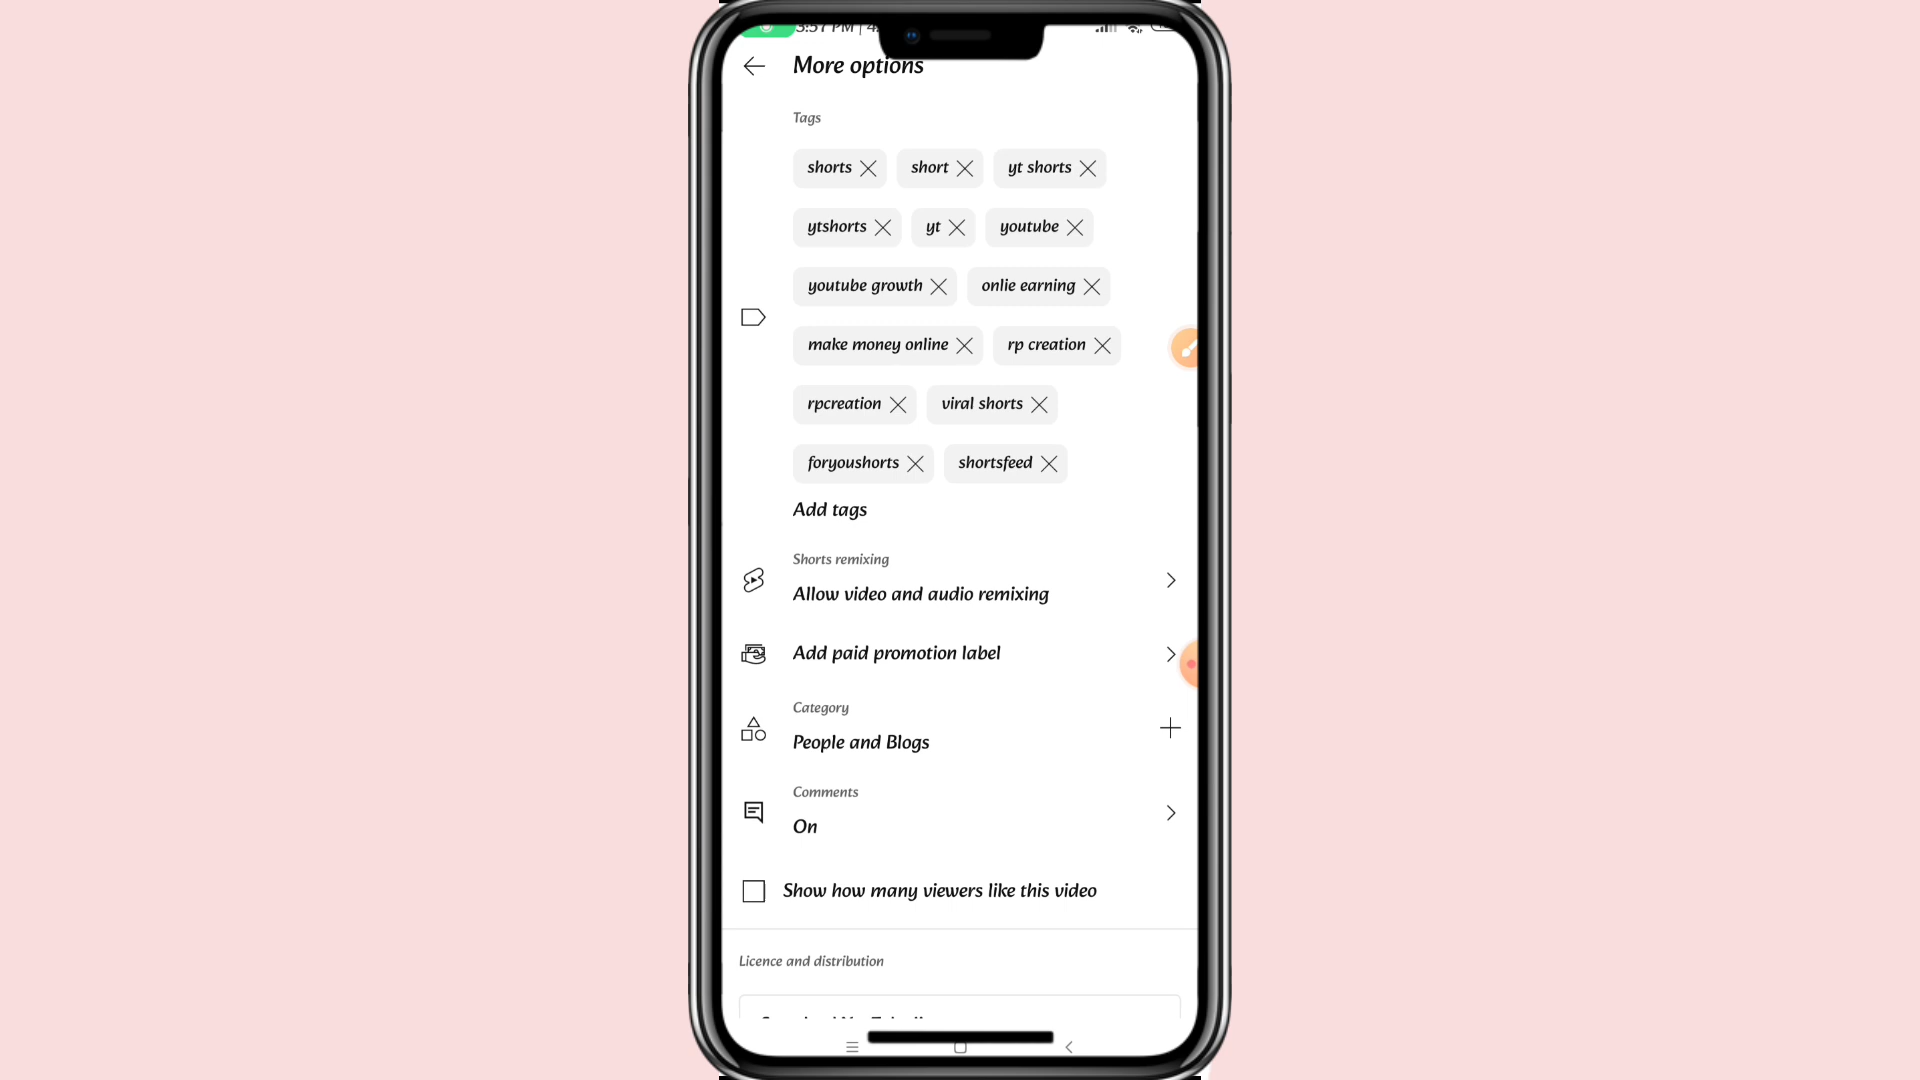 3:57 PM | 4
More options
Tags
shorts short yt shorts
ytshorts yt youtube
youtube growth onlie earning
make money online rp creation
rpcreation viral shorts
foryoushorts shortsfeed
Add tags
Shorts remixing
Allow video and audio remixing
Add paid promotion label
Category
People and Blogs
Comments
On
Show how many viewers like this video
Licence and distribution